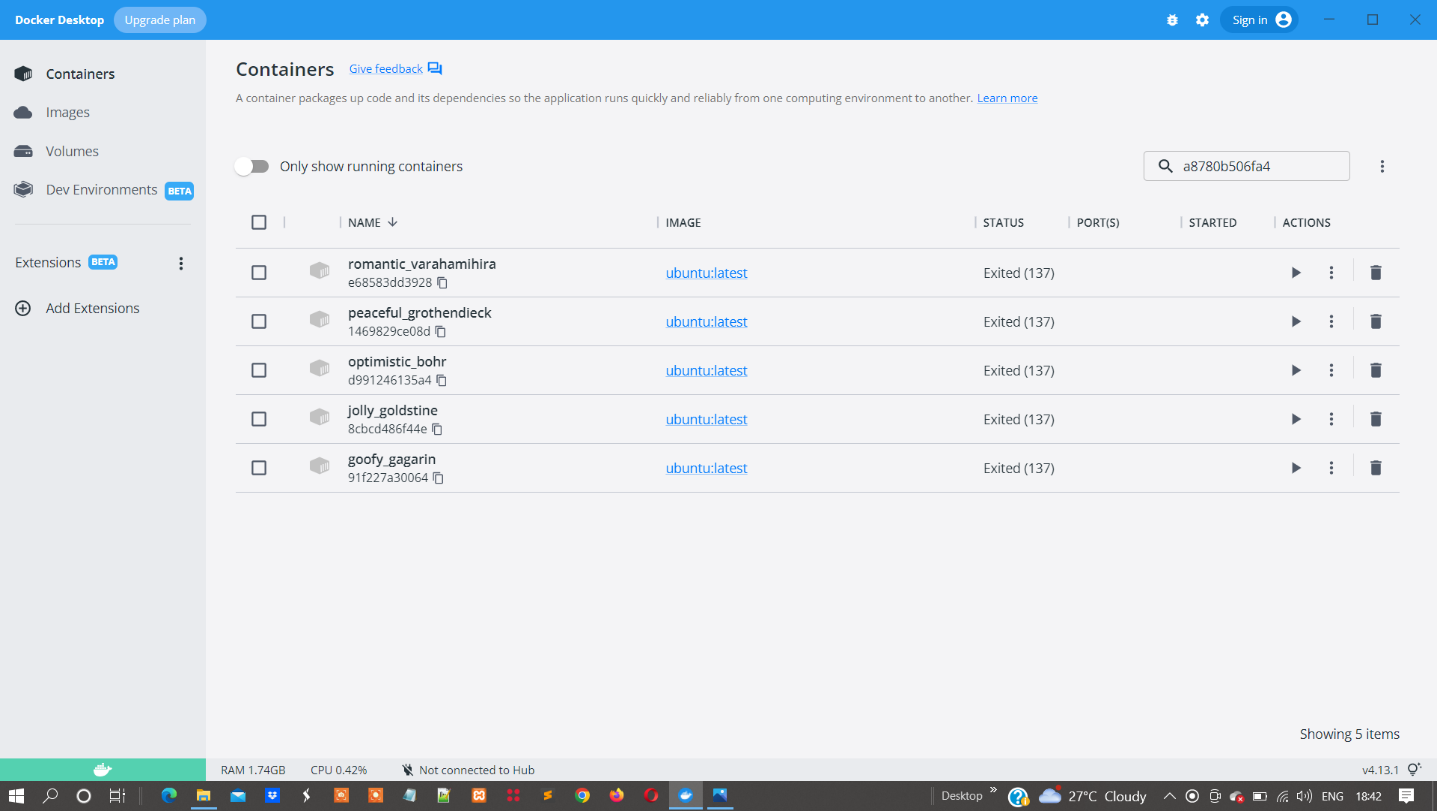 Docker Desktop Upgrade plan Sign in
Containers
Images
Volumes
Dev Environments BETA
Extensions BETA
Add Extensions
Containers Give feedback
A container packages up code and its dependencies so the application runs quickly and reliably from one computing environment to another. Learn more
Only show running containers a8780b506fa4
NAME IMAGE STATUS PORT(S) STARTED ACTIONS
romantic_varahamihira
e68583dd3928 ubuntu:latest Exited (137)
peaceful_grothendieck
1469829ce08d ubuntu:latest Exited (137)
optimistic_bohr
d991246135a4 ubuntu:latest Exited (137)
jolly_goldstine
8cbcd486f44e ubuntu:latest Exited (137)
goofy_gagarin
91f227a30064 ubuntu:latest Exited (137)
Showing 5 items
RAM 1.74GB CPU 0.42% Not connected to Hub v4.13.1
Desktop 27°C Cloudy ENG 18:42